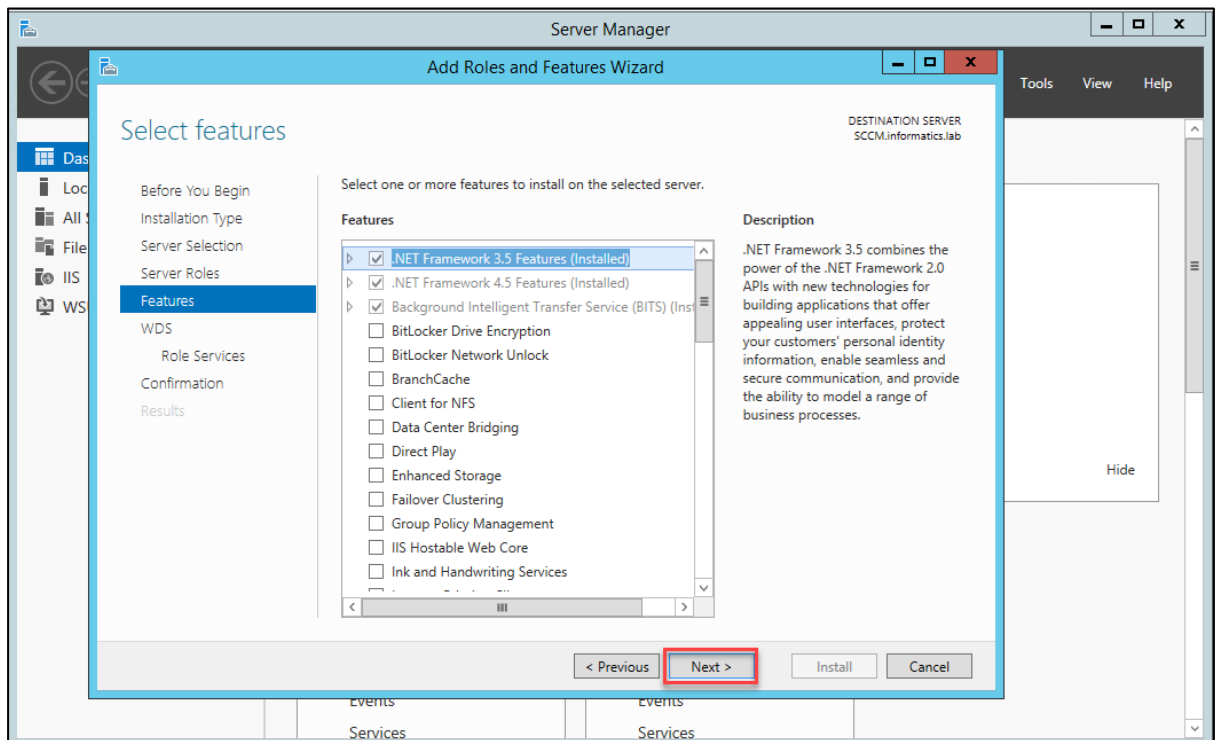 Server Manager
Add Roles and Features Wizard
Tools View Help
Select features
DESTINATION SERVER
SCCM.informatics.lab
Das
Loc
All
File
IIS
WS
Before You Begin
Installation Type
Server Selection
Server Roles
Features
WDS
Role Services
Confirmation
Results
Select one or more features to install on the selected server.
Features
.NET Framework 3.5 Features (Installed)
.NET Framework 4.5 Features (Installed)
Background Intelligent Transfer Service (BITS) (Inst
BitLocker Drive Encryption
BitLocker Network Unlock
BranchCache
Client for NFS
Data Center Bridging
Direct Play
Enhanced Storage
Failover Clustering
Group Policy Management
IIS Hostable Web Core
Ink and Handwriting Services
Description
.NET Framework 3.5 combines the
power of the .NET Framework 2.0
APIs with new technologies for
building applications that offer
appealing user interfaces, protect
your customers' personal identity
information, enable seamless and
secure communication, and provide
the ability to model a range of
business processes.
Hide
< Previous
Next >
Install
Cancel
Events
Events
Services
Services